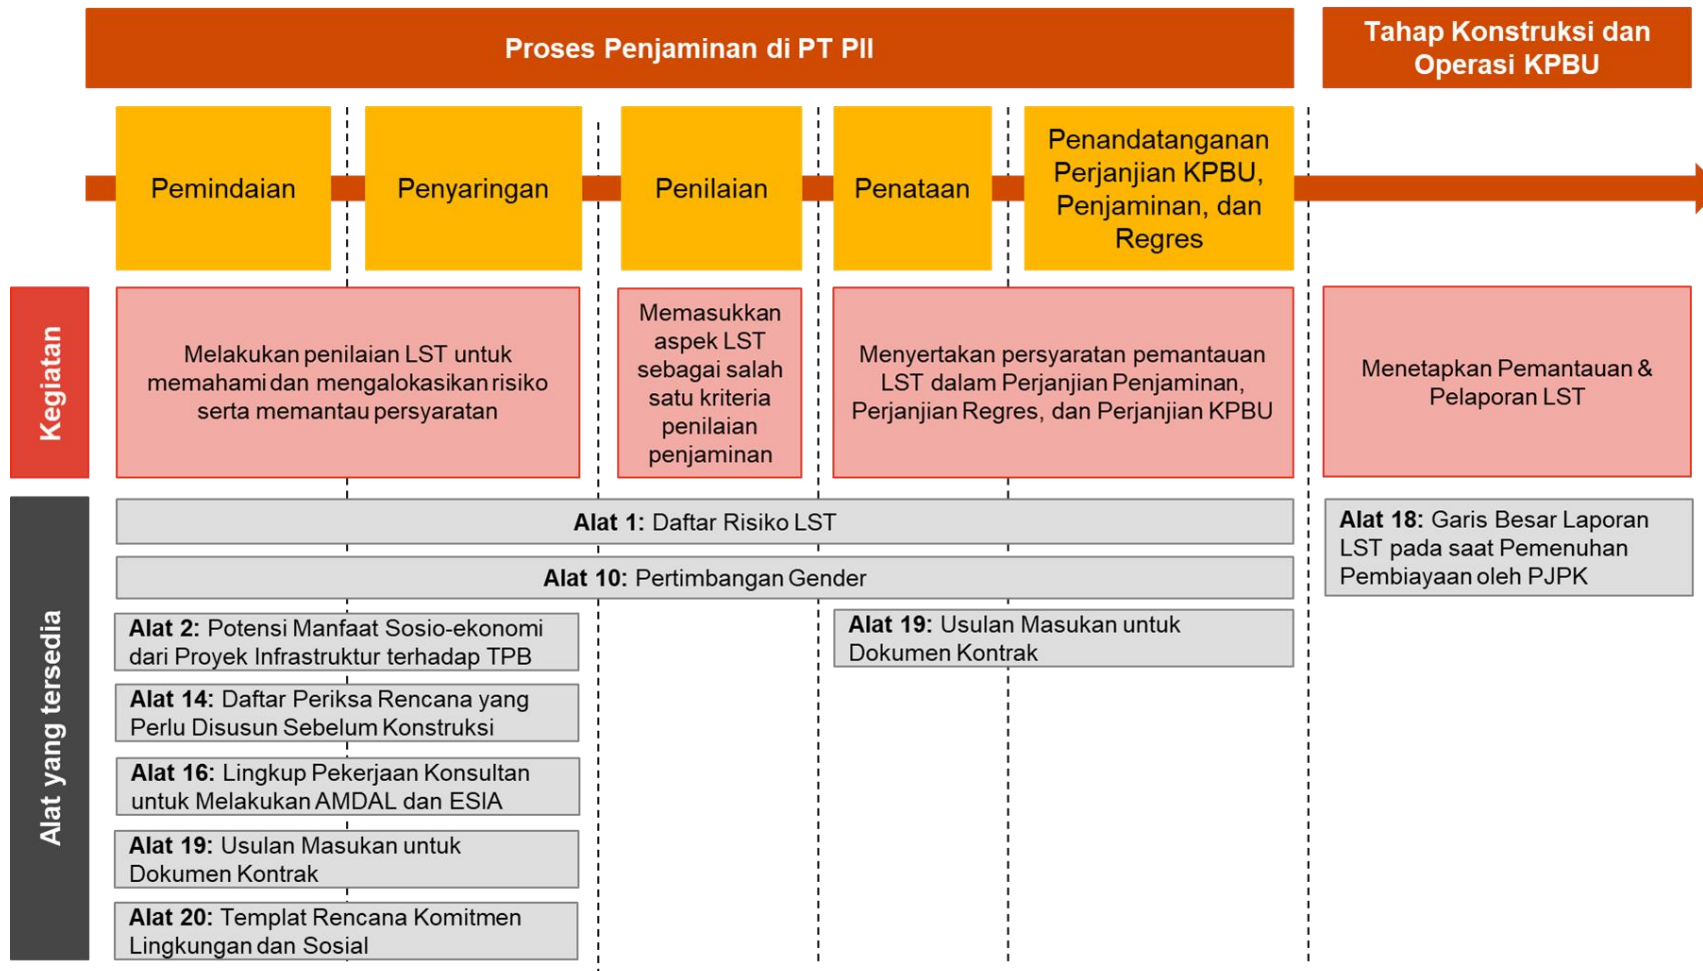 Proses Penjaminan di PT PII
Tahap Konstruksi dan
Operasi KPBU
Pemindaian
Penyaringan
Penilaian
Penataan
Penandatanganan
Perjanjian KPBU,
Penjaminan, dan
Regres
Kegiatan
Melakukan penilaian LST untuk
memahami dan mengalokasikan risiko
serta memantau persyaratan
Memasukkan
aspek LST
sebagai salah
satu kriteria
penilaian
penjaminan
Menyertakan persyaratan pemantauan
LST dalam Perjanjian Penjaminan,
Perjanjian Regres, dan Perjanjian KPBU
Menetapkan Pemantauan &
Pelaporan LST
Alat yang tersedia
Alat 1: Daftar Risiko LST
Alat 10: Pertimbangan Gender
Alat 2: Potensi Manfaat Sosio-ekonomi
dari Proyek Infrastruktur terhadap TPB
Alat 14: Daftar Periksa Rencana yang
Perlu Disusun Sebelum Konstruksi
Alat 16: Lingkup Pekerjaan Konsultan
untuk Melakukan AMDAL dan ESIA
Alat 19: Usulan Masukan untuk
Dokumen Kontrak
Alat 20: Templat Rencana Komitmen
Lingkungan dan Sosial
Alat 19: Usulan Masukan untuk
Dokumen Kontrak
Alat 18: Garis Besar Laporan
LST pada saat Pemenuhan
Pembiayaan oleh PJPK